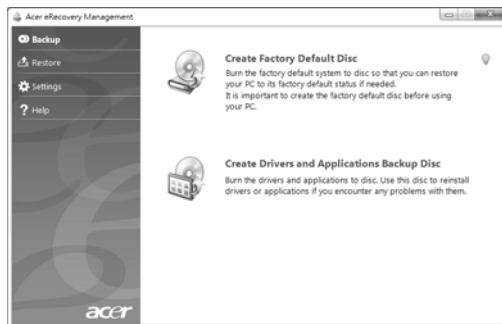 Acer eRecovery Management
Backup
Restore
Settings
Help
Create Factory Default Disc
Burn the factory default system to disc so that you can restore
your PC to its factory default status if needed.
It is important to create the factory default disc before using
your PC.
Create Drivers and Applications Backup Disc
Burn the drivers and applications to disc. Use this disc to reinstall
drivers or applications if you encounter any problems with them.
acer